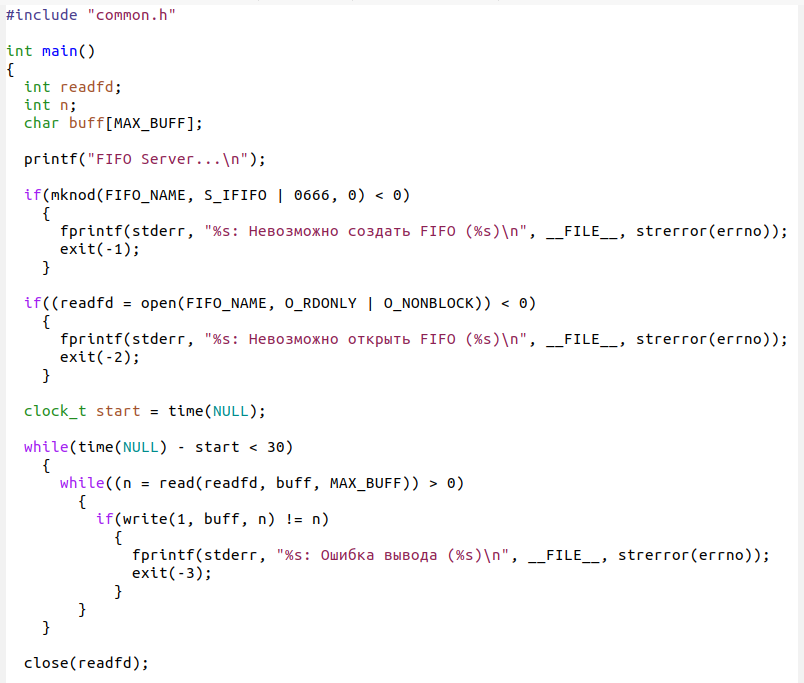 #include "common.h"
int main()
{
int readfd;
int n;
char buff[MAX_BUFF];
printf("FIFO Server...\n");
if(mknod(FIFO_NAME, S_IFIFO | 0666, 0) < 0)
{
fprintf(stderr, "%s: Невозможно создать FIFO (%s)\n", __FILE__, strerror(errno));
exit(-1);
}
if((readfd = open(FIFO_NAME, O_RDONLY | O_NONBLOCK)) < 0)
{
fprintf(stderr, "%s: Невозможно открыть FIFO (%s)\n", __FILE__, strerror(errno));
exit(-2);
}
clock_t start = time(NULL);
while(time(NULL) - start < 30)
{
while((n = read(readfd, buff, MAX_BUFF)) > 0)
{
if(write(1, buff, n) != n)
{
fprintf(stderr, "%s: Ошибка вывода (%s)\n", __FILE__, strerror(errno));
exit(-3);
}
}
}
close(readfd);